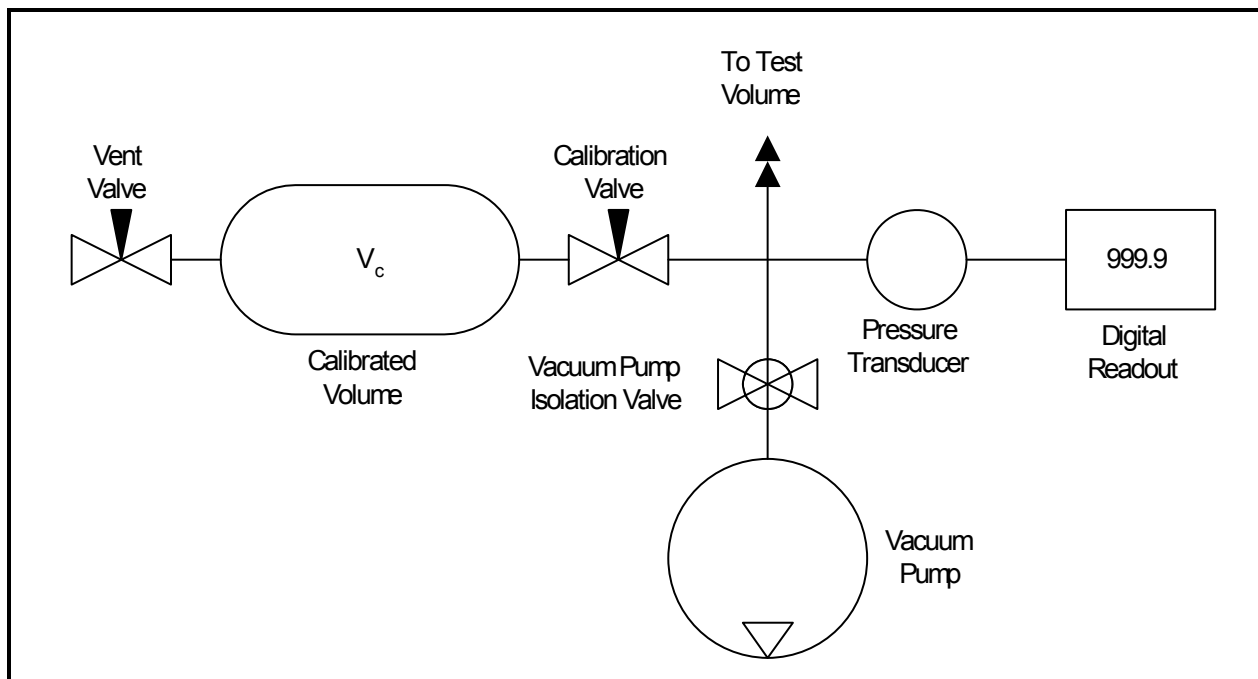 To Test
Volume
Vent
Valve
Calibration
Valve
Vc
999.9
Calibrated
Volume
Vacuum Pump
Isolation Valve
Pressure
Transducer
Digital
Readout
Vacuum
Pump